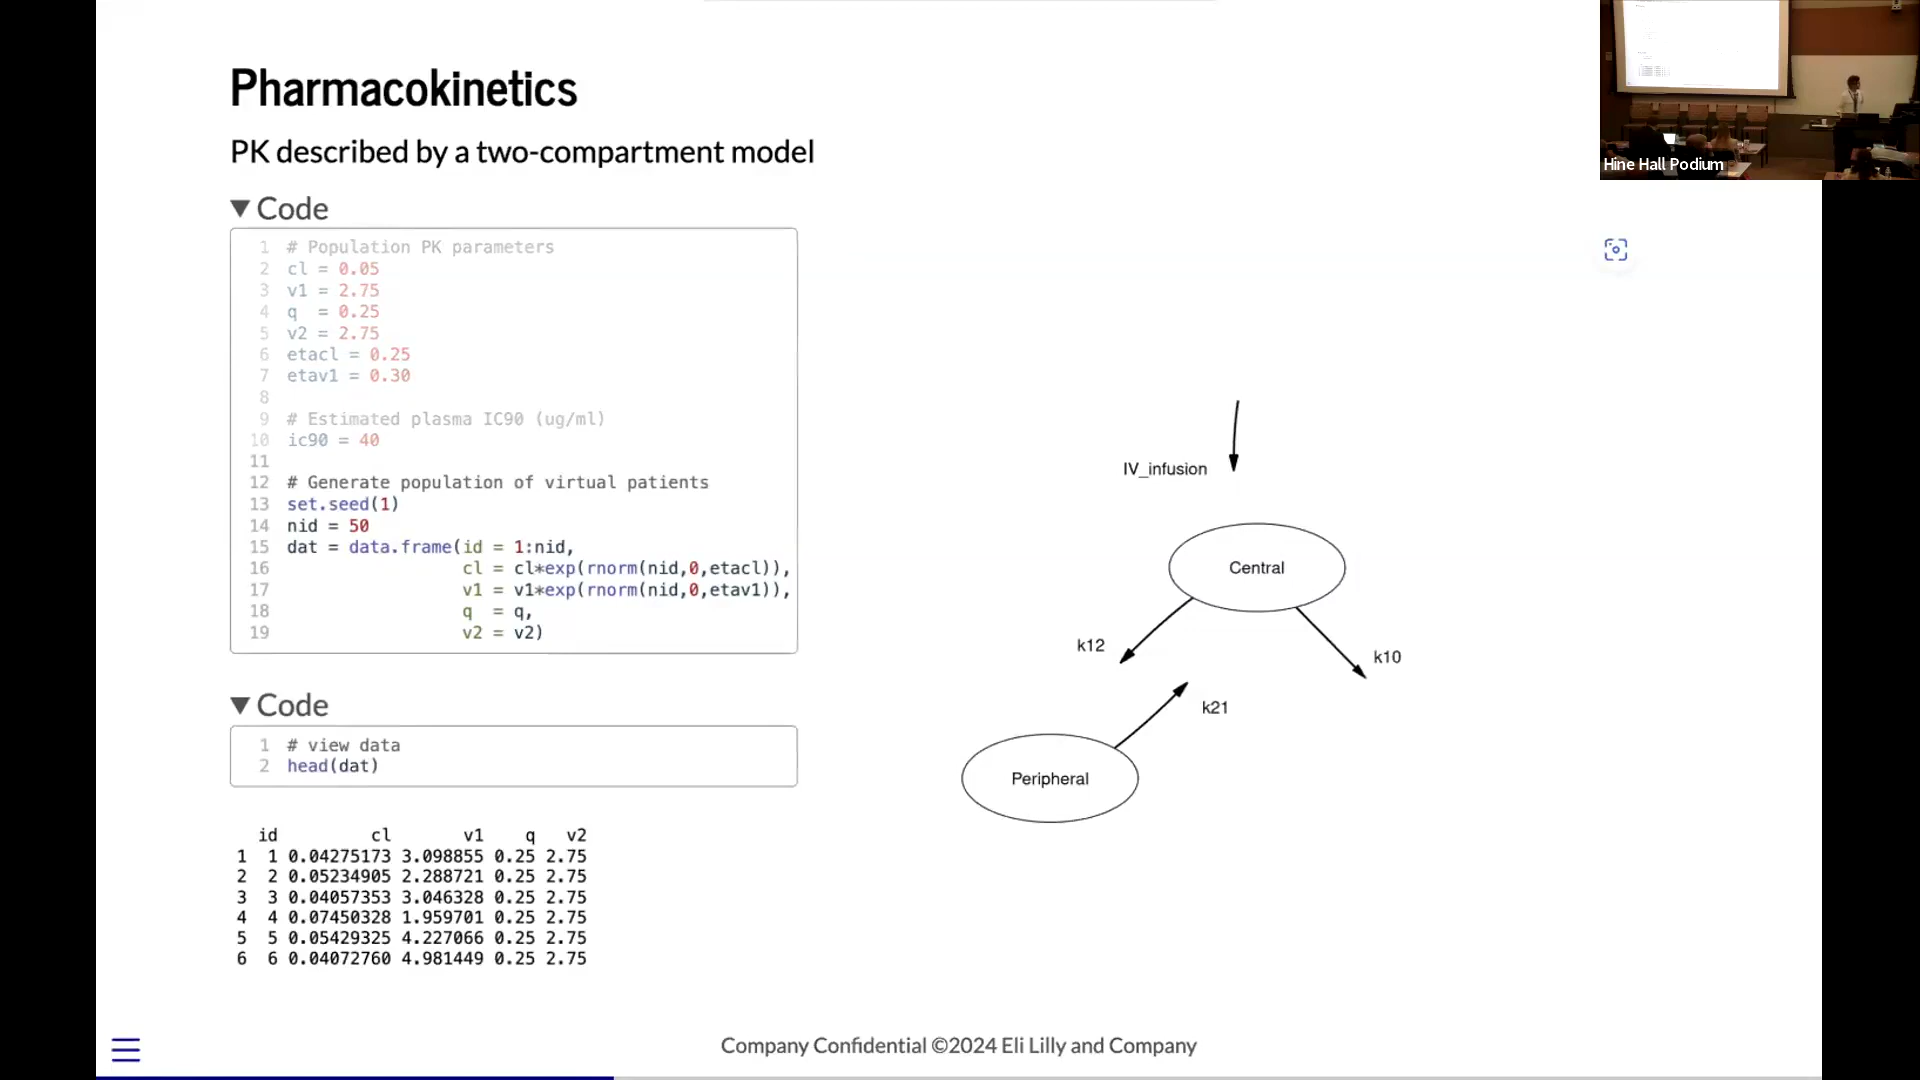 Pharmacokinetics
PK described by a two-compartment model
Code
1 # Population PK parameters
2 cl = 0.05
3 v1 = 2.75
4 q  = 0.25
5 v2 = 2.75
6 etacl = 0.25
7 etav1 = 0.30
8
9 # Estimated plasma IC90 (ug/ml)
10 ic90 = 40
11
12 # Generate population of virtual patients
13 set.seed(1)
14 nid = 50
15 dat = data.frame(id = 1:nid,
16                  cl = cl*exp(rnorm(nid,0,etacl)),
17                  v1 = v1*exp(rnorm(nid,0,etav1)),
18                  q  = q,
19                  v2 = v2)
Code
1 # view data
2 head(dat)
id cl v1 q v2
1 1 0.04275173 3.098855 0.25 2.75
2 2 0.05234905 2.288721 0.25 2.75
3 3 0.04057353 3.046328 0.25 2.75
4 4 0.07450328 1.959701 0.25 2.75
5 5 0.05429325 4.227066 0.25 2.75
6 6 0.04072760 4.981449 0.25 2.75
IV_infusion
Central
k12
k10
k21
Peripheral
Hine Hall Podium
Company Confidential ©2024 Eli Lilly and Company